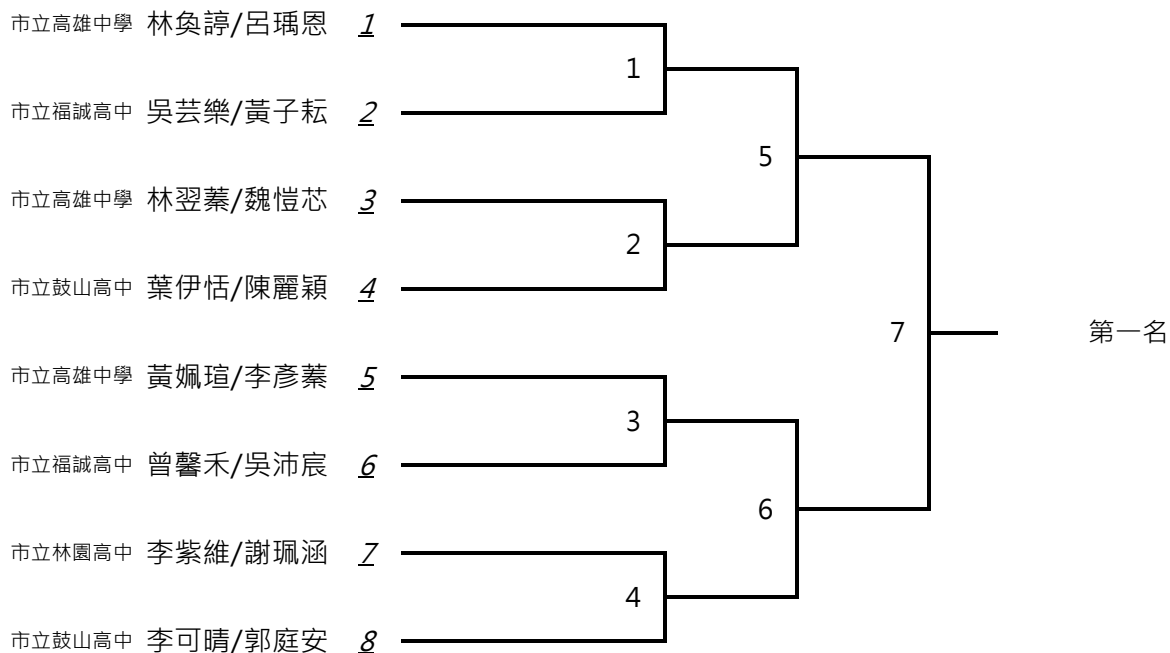 市立高雄中學 林奐諄/呂瑀恩 1
1
市立福誠高中 吳芸樂/黃子耘 2
5
市立高雄中學 林翌蓁/魏愷芯 3
2
市立鼓山高中 葉伊恬/陳麗穎 4
7 第一名
市立高雄中學 黃姵瑄/李彥蓁 5
3
市立福誠高中 曾馨禾/吳沛宸 6
6
市立林園高中 李紫維/謝珮涵 7
4
市立鼓山高中 李可晴/郭庭安 8